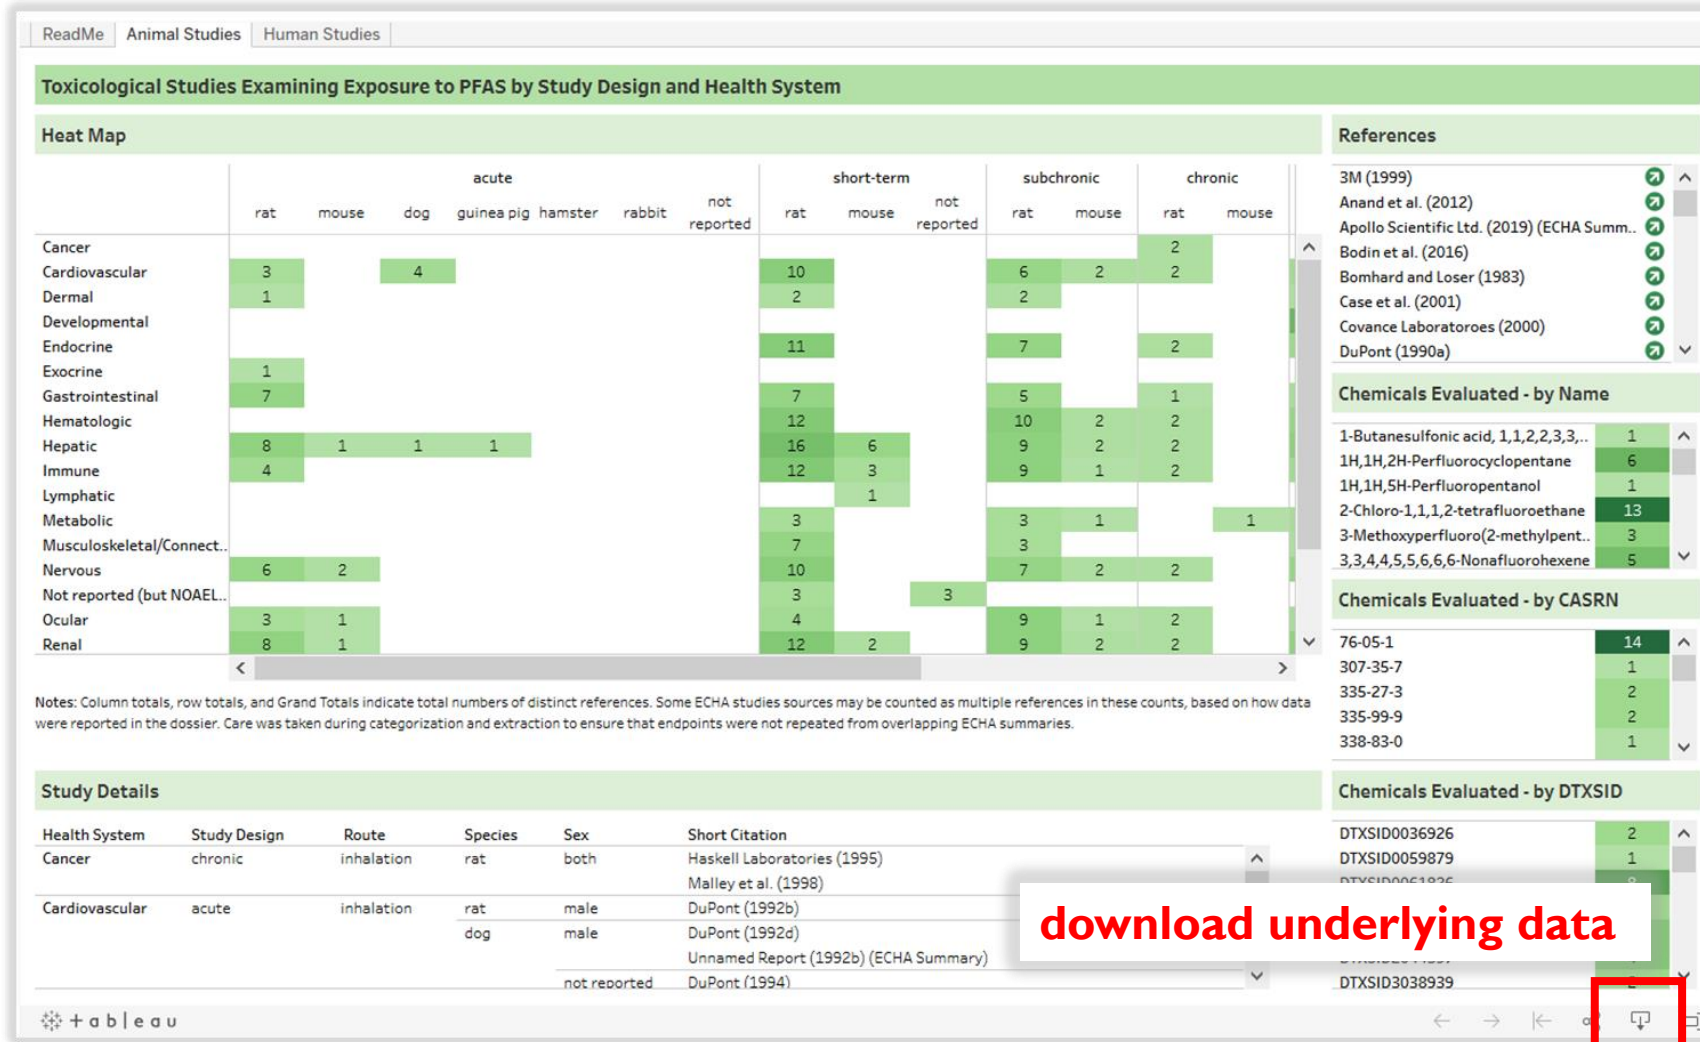 ReadMe Animal Studies Human Studies
Toxicological Studies Examining Exposure to PFAS by Study Design and Health System
Heat Map
acute short-term subchronic chronic
rat mouse dog guinea pig hamster rabbit not reported rat mouse not reported rat mouse rat mouse
Cancer 2
Cardiovascular 3 4 10 6 2 2
Dermal 1 2 2
Developmental
Endocrine 11 7 2
Exocrine 1
Gastrointestinal 7 7 5 1
Hematologic 12 10 2 2
Hepatic 8 1 1 1 16 6 9 2 2
Immune 4 12 3 9 1 2
Lymphatic 1
Metabolic 3 3 1 1
Musculoskeletal/Connect.. 7 3
Nervous 6 2 10 7 2 2
Not reported (but NOAEL.. 3 3
Ocular 3 1 4 9 1 2
Renal 8 1 12 2 9 2 2
Notes: Column totals, row totals, and Grand Totals indicate total numbers of distinct references. Some ECHA studies sources may be counted as multiple references in these counts, based on how data
were reported in the dossier. Care was taken during categorization and extraction to ensure that endpoints were not repeated from overlapping ECHA summaries.
References
3M (1999)
Anand et al. (2012)
Apollo Scientific Ltd. (2019) (ECHA Summ..
Bodin et al. (2016)
Bomhard and Loser (1983)
Case et al. (2001)
Covance Laboratoroes (2000)
DuPont (1990a)
Chemicals Evaluated - by Name
1-Butanesulfonic acid, 1,1,2,2,3,3,.. 1
1H,1H,2H-Perfluorocyclopentane 6
1H,1H,5H-Perfluoropentanol 1
2-Chloro-1,1,1,2-tetrafluoroethane 13
3-Methoxyperfluoro(2-methylpent.. 3
3,3,4,4,5,5,6,6,6-Nonafluorohexene 5
Chemicals Evaluated - by CASRN
76-05-1 14
307-35-7 1
335-27-3 2
335-99-9 2
338-83-0 1
Study Details
Health System Study Design Route Species Sex Short Citation
Cancer chronic inhalation rat both Haskell Laboratories (1995)
Malley et al. (1998)
Cardiovascular acute inhalation rat male DuPont (1992b)
dog male DuPont (1992d)
Unnamed Report (1992b) (ECHA Summary)
not reported DuPont (1994)
Chemicals Evaluated - by DTXSID
DTXSID0036926 2
DTXSID0059879 1
DTXSID3038939
download underlying data
+ a b l e a u